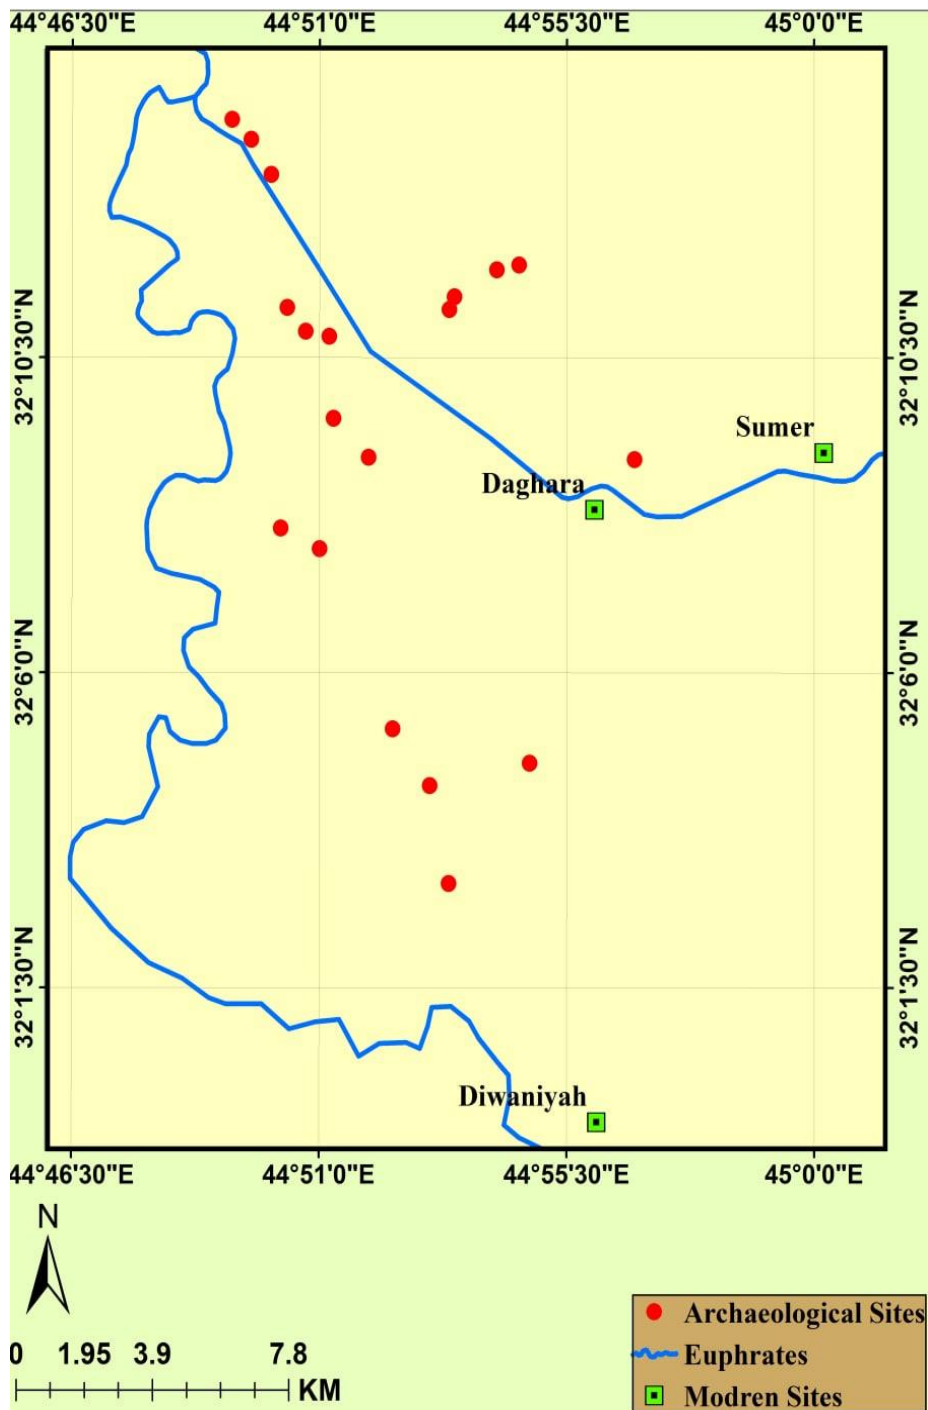 44°46'30"E 44°51'0"E 44°55'30"E 45°0'0"E
32°10'30"N 32°10'30"N
Sumer
Daghara
32°6'0"N 32°6'0"N
32°1'30"N 32°1'30"N
Diwaniyah
44°46'30"E 44°51'0"E 44°55'30"E 45°0'0"E
N
Archaeological Sites
0 1.95 3.9 7.8
Euphrates
KM
Modren Sites